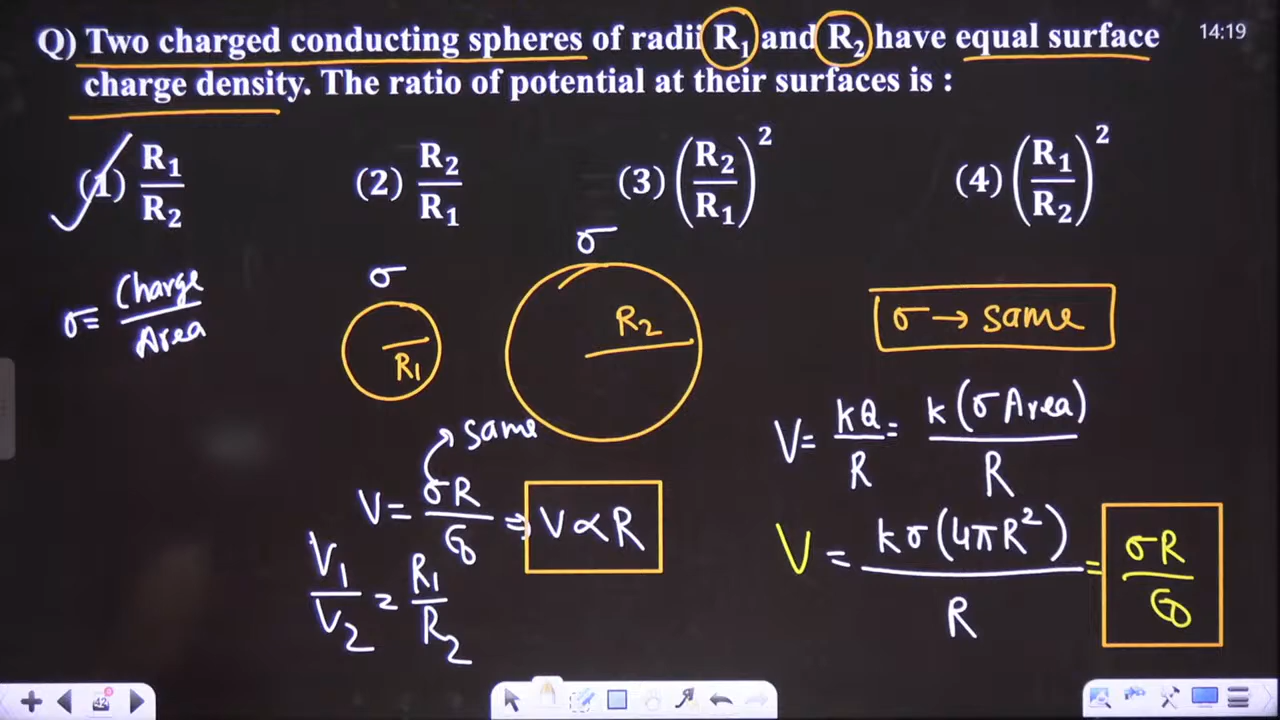 Q) Two charged conducting spheres of radii R₁ and R₂ have equal surface
14:19
charge density. The ratio of potential at their surfaces is :
(1) R₁/R₂ (2) R₂/R₁ (3) (R₂/R₁)² (4) (R₁/R₂)²
σ = Charge/Area
σ
R₁
σ
R₂
σ → same
V = kQ/R = k(σ Area)/R
same
V = σR/ε₀ ⇒ V ∝ R
V = kσ(4πR²)/R = σR/ε₀
V₁/V₂ = R₁/R₂
42